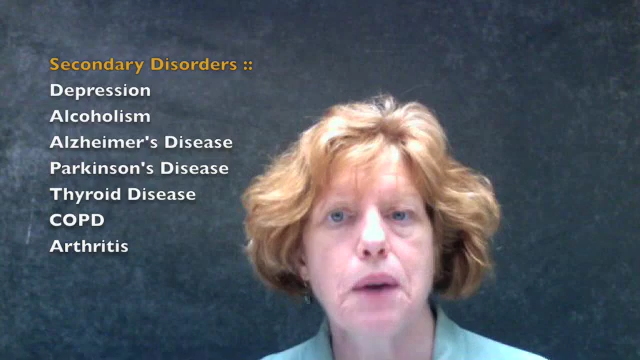 Secondary Disorders ::
Depression
Alcoholism
Alzheimer's Disease
Parkinson's Disease
Thyroid Disease
COPD
Arthritis